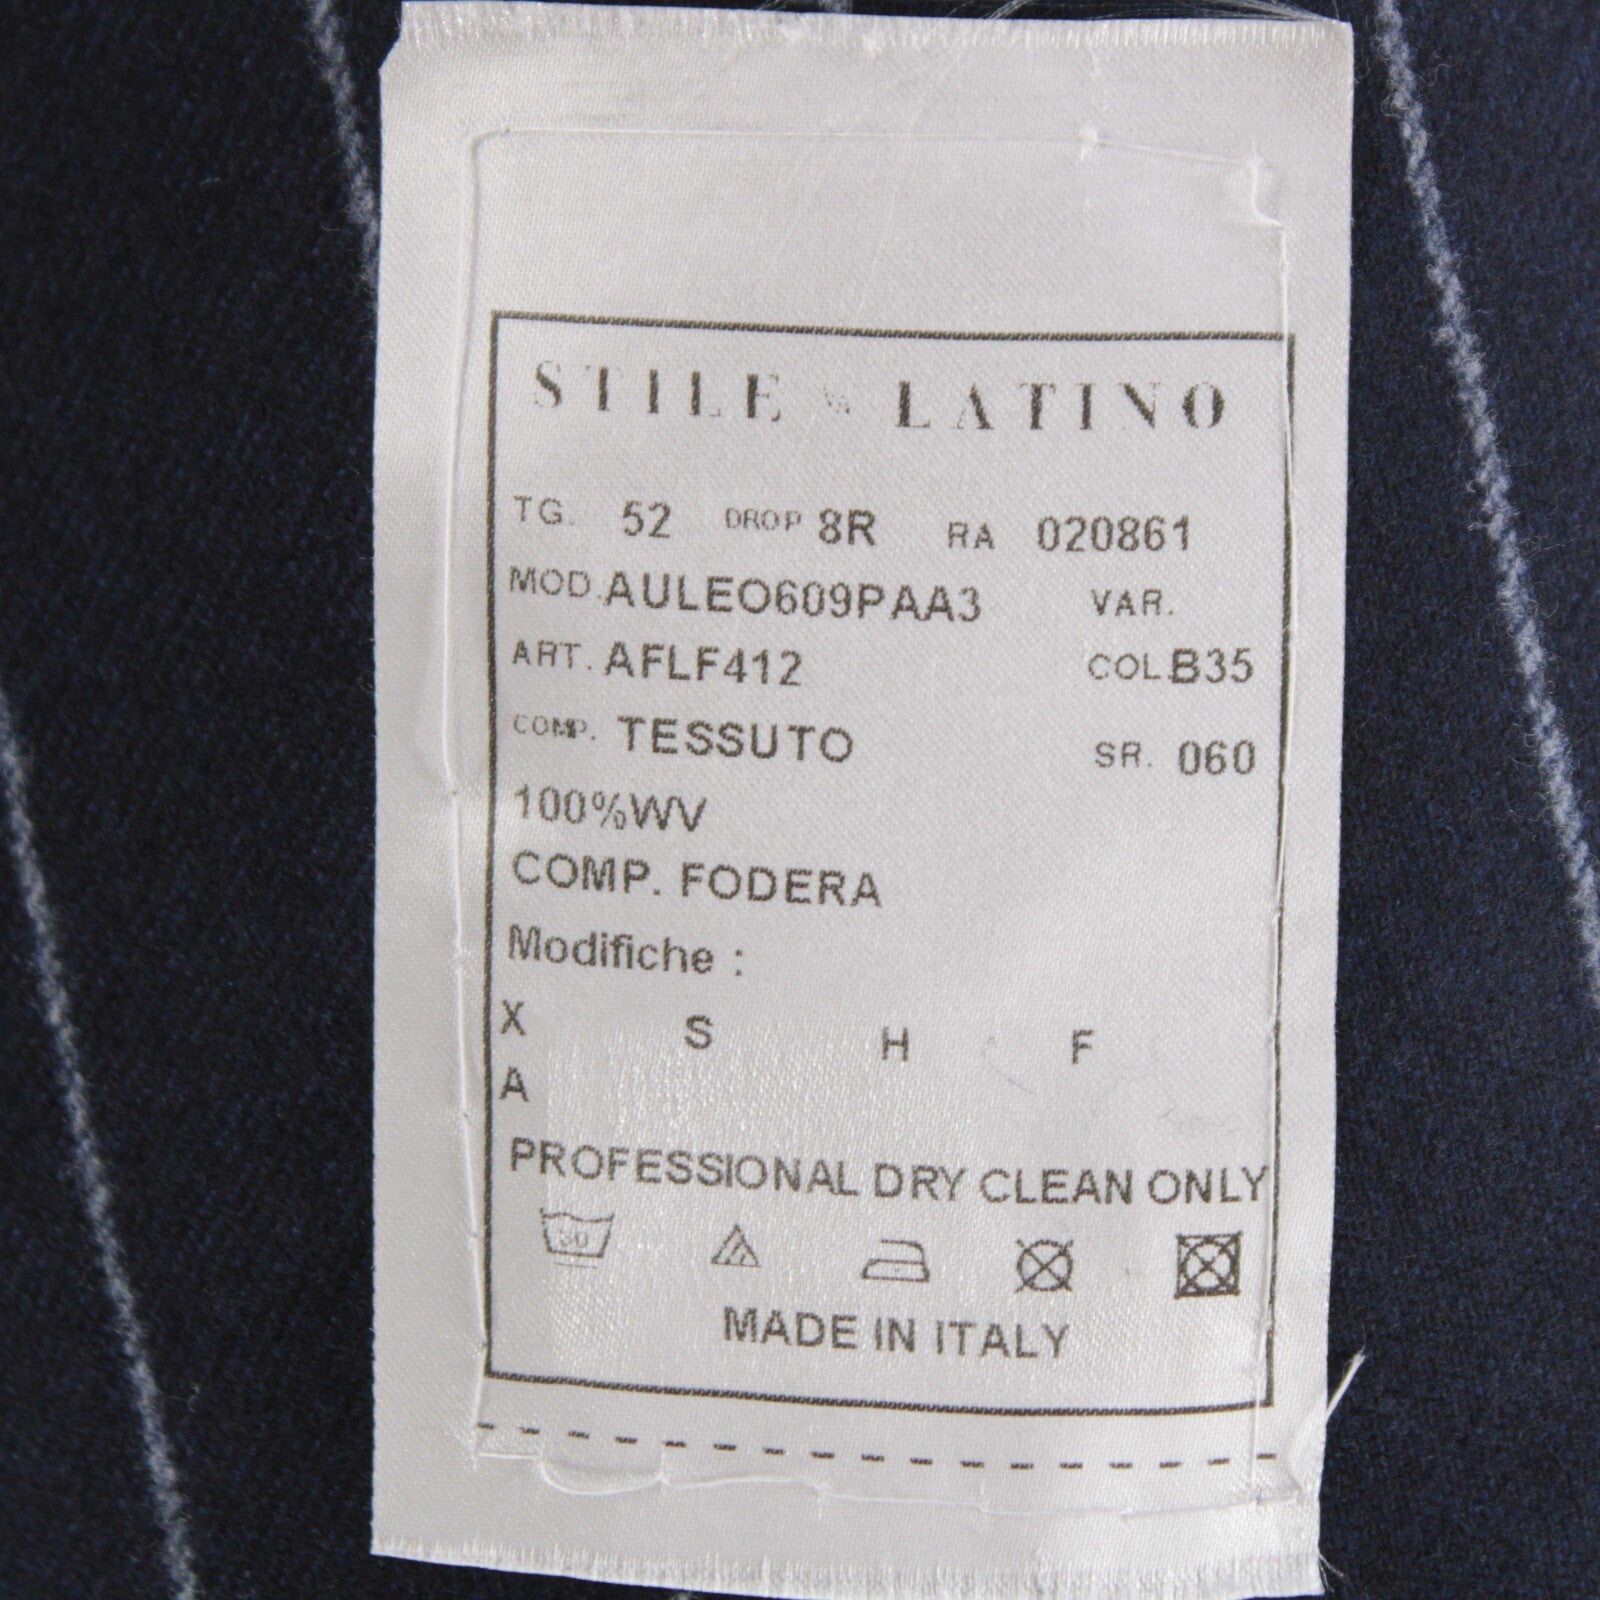 STILE LATINO
TG. 52 DROP 8R RA 020861
MOD.AULEO609PAA3 VAR.
ART. AFLF412 COL.B35
COMP. TESSUTO SR. 060
100%WV
COMP. FODERA
Modifiche :
X S H F
A
PROFESSIONAL DRY CLEAN ONLY
30
MADE IN ITALY